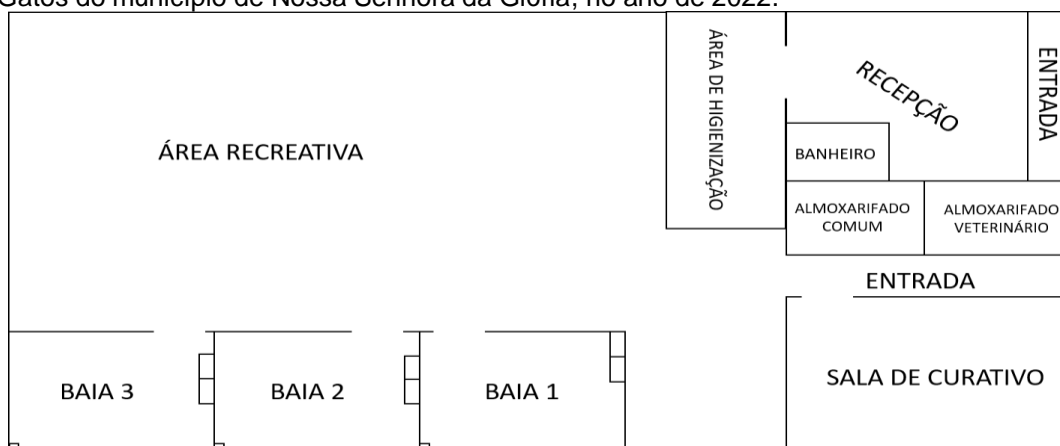 Gatos do município de Nossa Senhora da Glória, no ano de 2022.
ÁREA RECREATIVA
ÁREA DE HIGIENIZAÇÃO
RECEPÇÃO
ENTRADA
BANHEIRO
ALMOXARIFADO
COMUM
ALMOXARIFADO
VETERINÁRIO
ENTRADA
BAIA 3
BAIA 2
BAIA 1
SALA DE CURATIVO